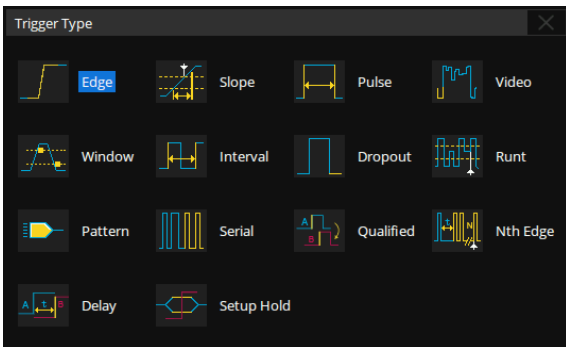 Trigger Type
Edge Slope Pulse Video
Window Interval Dropout Runt
Pattern Serial A B Qualified t N Nth Edge
A t B Delay Setup Hold